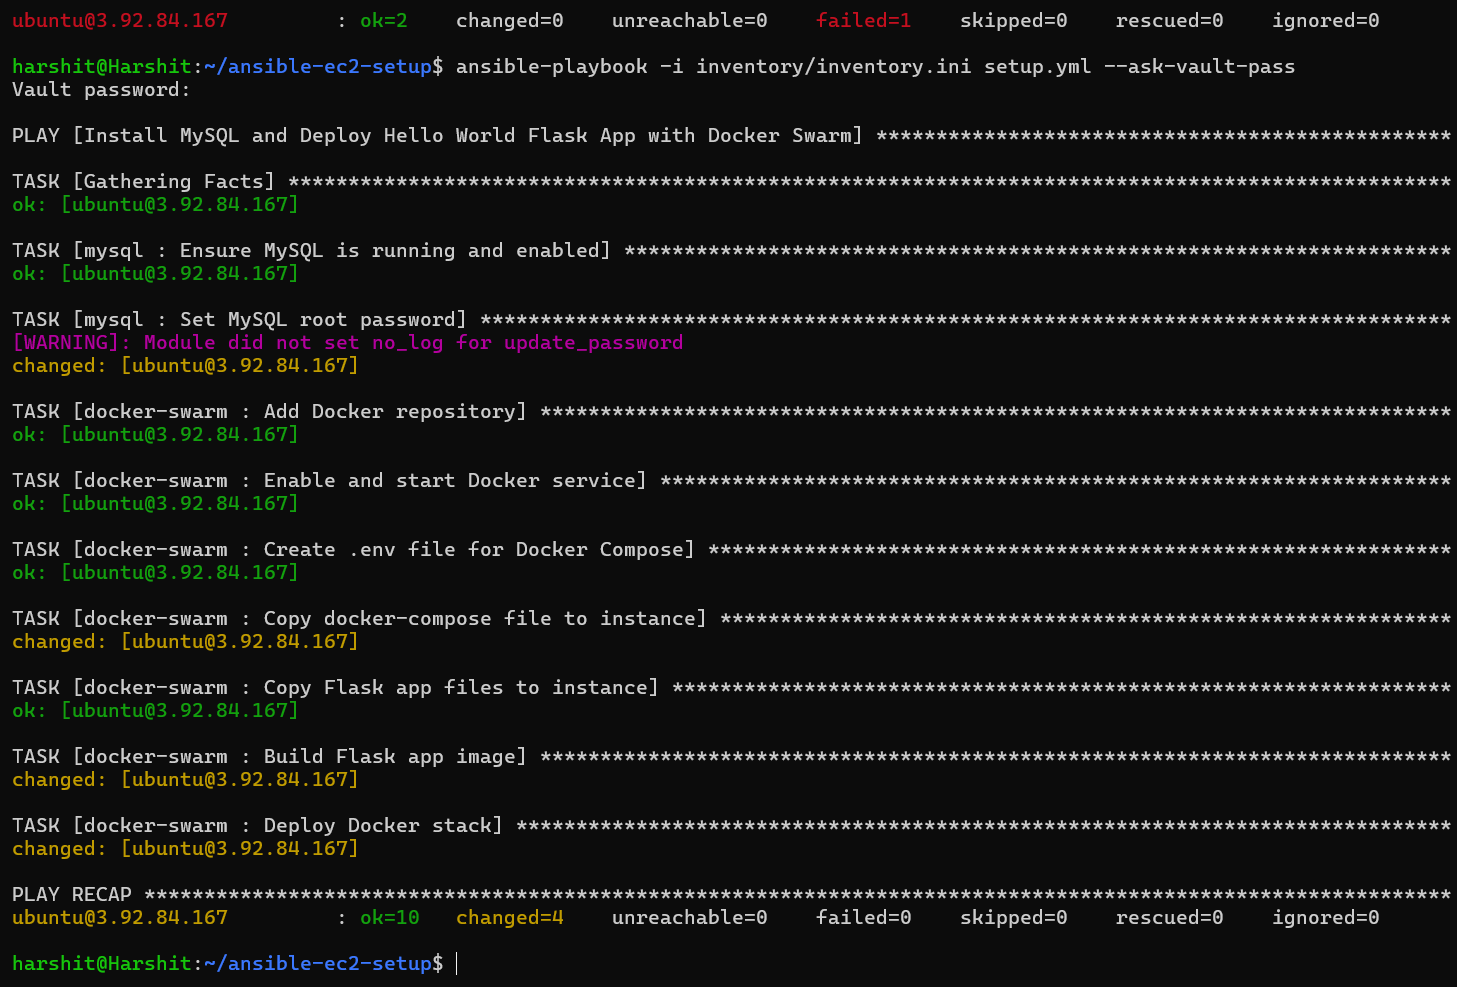 ubuntu@3.92.84.167         : ok=2    changed=0    unreachable=0    failed=1    skipped=0    rescued=0    ignored=0
harshit@Harshit:~/ansible-ec2-setup$ ansible-playbook -i inventory/inventory.ini setup.yml --ask-vault-pass
Vault password:
PLAY [Install MySQL and Deploy Hello World Flask App with Docker Swarm] ************************************************
TASK [Gathering Facts] *************************************************************************************************
ok: [ubuntu@3.92.84.167]
TASK [mysql : Ensure MySQL is running and enabled] *********************************************************************
ok: [ubuntu@3.92.84.167]
TASK [mysql : Set MySQL root password] *********************************************************************************
[WARNING]: Module did not set no_log for update_password
changed: [ubuntu@3.92.84.167]
TASK [docker-swarm : Add Docker repository] ****************************************************************************
ok: [ubuntu@3.92.84.167]
TASK [docker-swarm : Enable and start Docker service] ******************************************************************
ok: [ubuntu@3.92.84.167]
TASK [docker-swarm : Create .env file for Docker Compose] **************************************************************
ok: [ubuntu@3.92.84.167]
TASK [docker-swarm : Copy docker-compose file to instance] *************************************************************
changed: [ubuntu@3.92.84.167]
TASK [docker-swarm : Copy Flask app files to instance] *****************************************************************
ok: [ubuntu@3.92.84.167]
TASK [docker-swarm : Build Flask app image] ****************************************************************************
changed: [ubuntu@3.92.84.167]
TASK [docker-swarm : Deploy Docker stack] ******************************************************************************
changed: [ubuntu@3.92.84.167]
PLAY RECAP *************************************************************************************************************
ubuntu@3.92.84.167         : ok=10   changed=4    unreachable=0    failed=0    skipped=0    rescued=0    ignored=0
harshit@Harshit:~/ansible-ec2-setup$